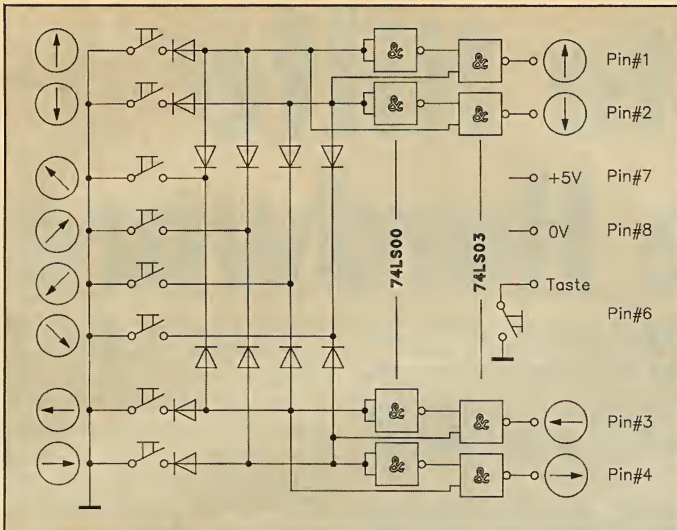 & & Pin#1
& & Pin#2
+5V Pin#7
0V Pin#8
74LS00
74LS03
Taste
Pin#6
& & Pin#3
& & Pin#4